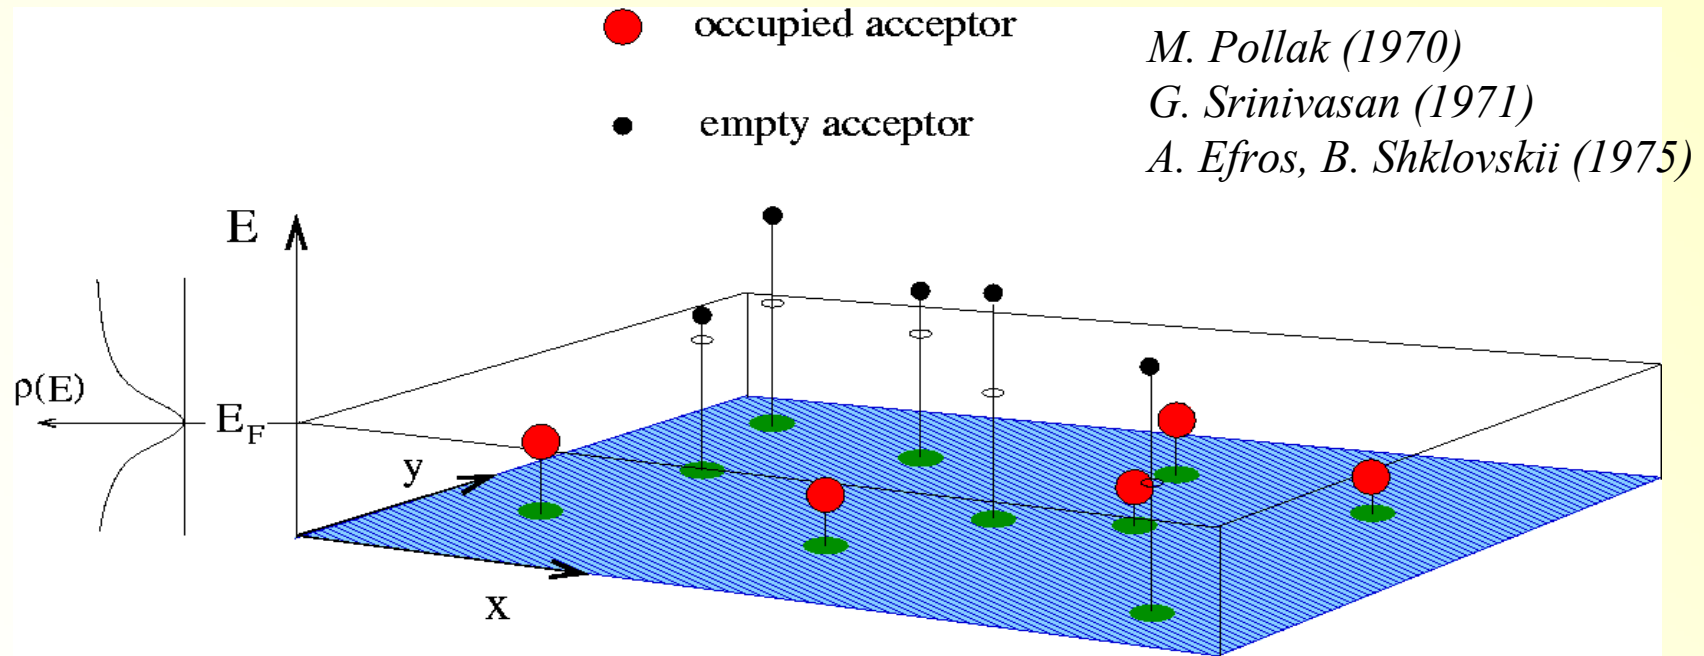 occupied acceptor
empty acceptor
M. Pollak (1970)
G. Srinivasan (1971)
A. Efros, B. Shklovskii (1975)
E
ρ(E)
E_F
y
x